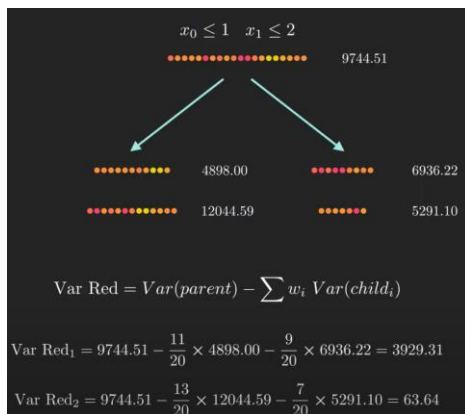 x₀ ≤ 1 x₁ ≤ 2
9744.51
4898.00 6936.22
12044.59 5291.10
Var Red = Var(parent) − ∑ wᵢ Var(childᵢ)
Var Red₁ = 9744.51 − 11/20 × 4898.00 − 9/20 × 6936.22 = 3929.31
Var Red₂ = 9744.51 − 13/20 × 12044.59 − 7/20 × 5291.10 = 63.64